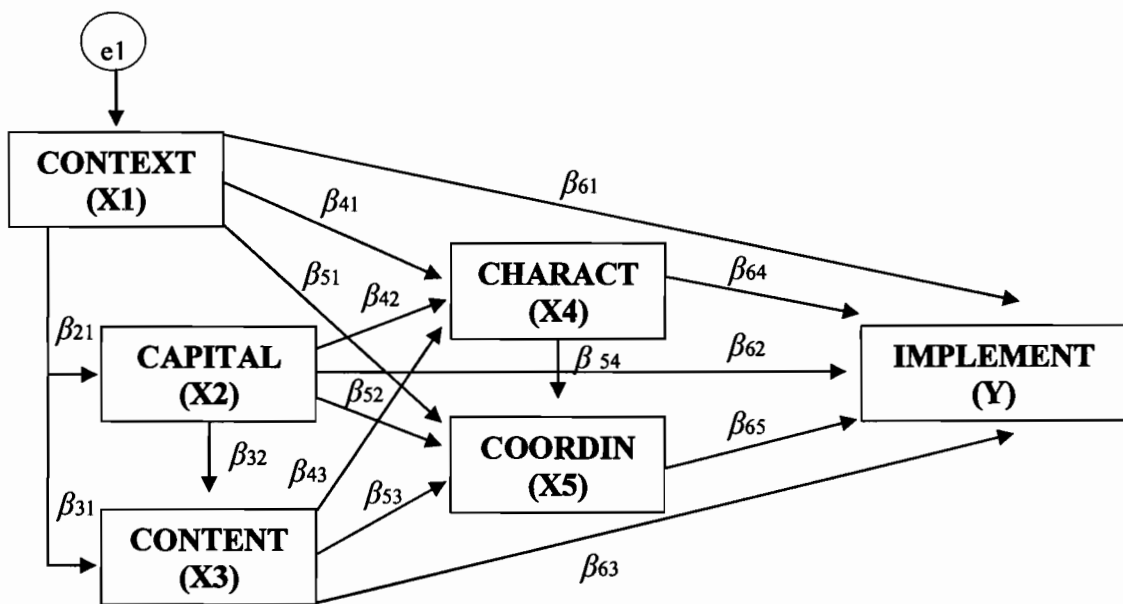 e1
CONTEXT
(X1)
β61
β41
CHARACT
(X4)
β64
β51
β42
β21
CAPITAL
(X2)
β62
β 54
IMPLEMENT
(Y)
β52
β32
β43
COORDIN
(X5)
β65
β31
β53
CONTENT
(X3)
β63